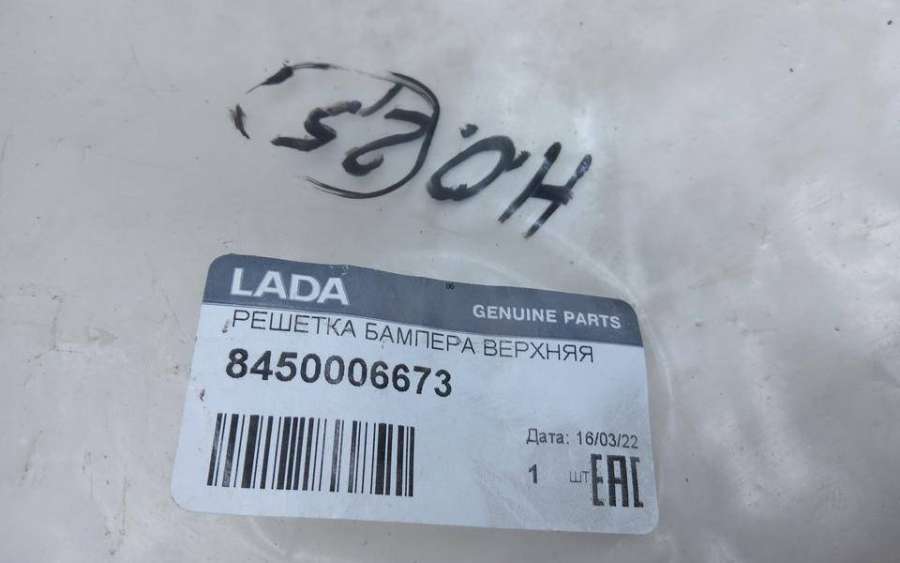 LADA
GENUINE PARTS
РЕШЕТКА БАМПЕРА ВЕРХНЯЯ
8450006673
Дата: 16/03/22
1 шт EAC